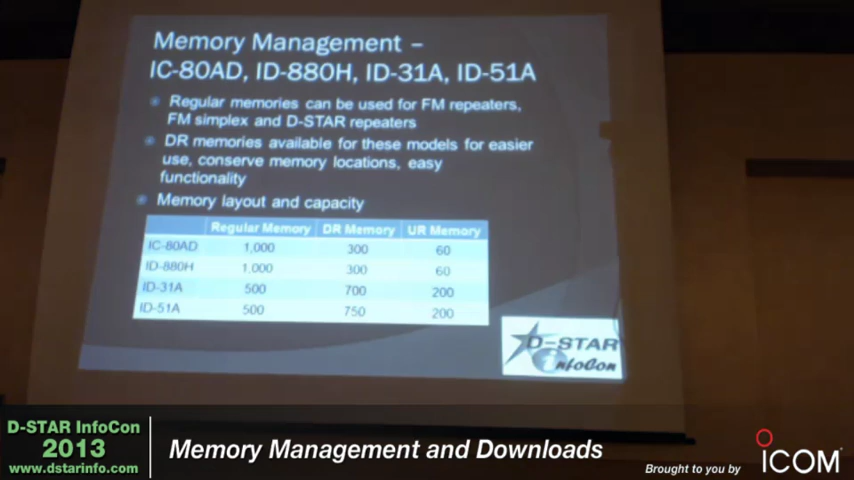 Memory Management –
IC-80AD, ID-880H, ID-31A, ID-51A
Regular memories can be used for FM repeaters,
FM simplex and D-STAR repeaters
DR memories available for these models for easier
use, conserve memory locations, easy
functionality
Memory layout and capacity
Regular Memory DR Memory UR Memory
IC-80AD 1,000 300 60
ID-880H 1,000 300 60
ID-31A 500 700 200
ID-51A 500 750 200
D-STAR
infoCon
D-STAR InfoCon
2013
www.dstarinfo.com
Memory Management and Downloads
Brought to you by
ICOM